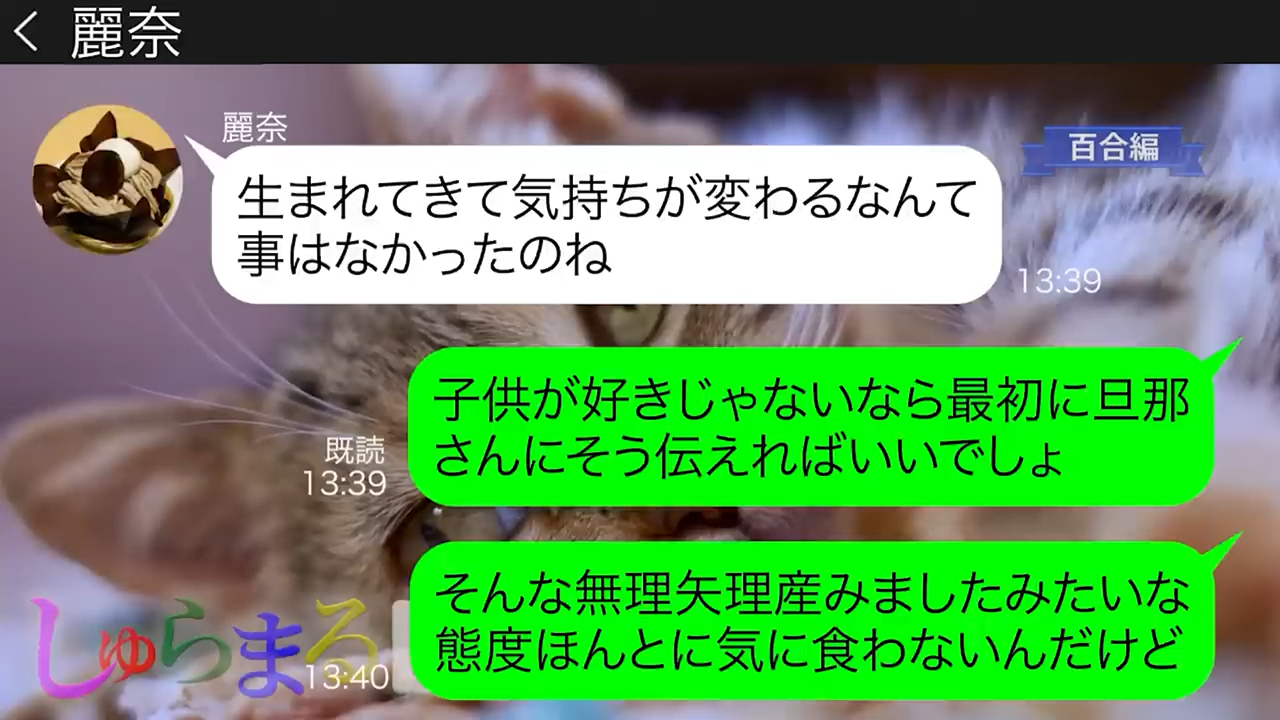 麗奈
麗奈
百合編
生まれてきて気持ちが変わるなんて
事はなかったのね
13:39
子供が好きじゃないなら最初に旦那
さんにそう伝えればいいでしょ
既読
13:39
そんな無理矢理産みましたみたいな
態度ほんとに気に食わないんだけど
しゅらまろ
13:40